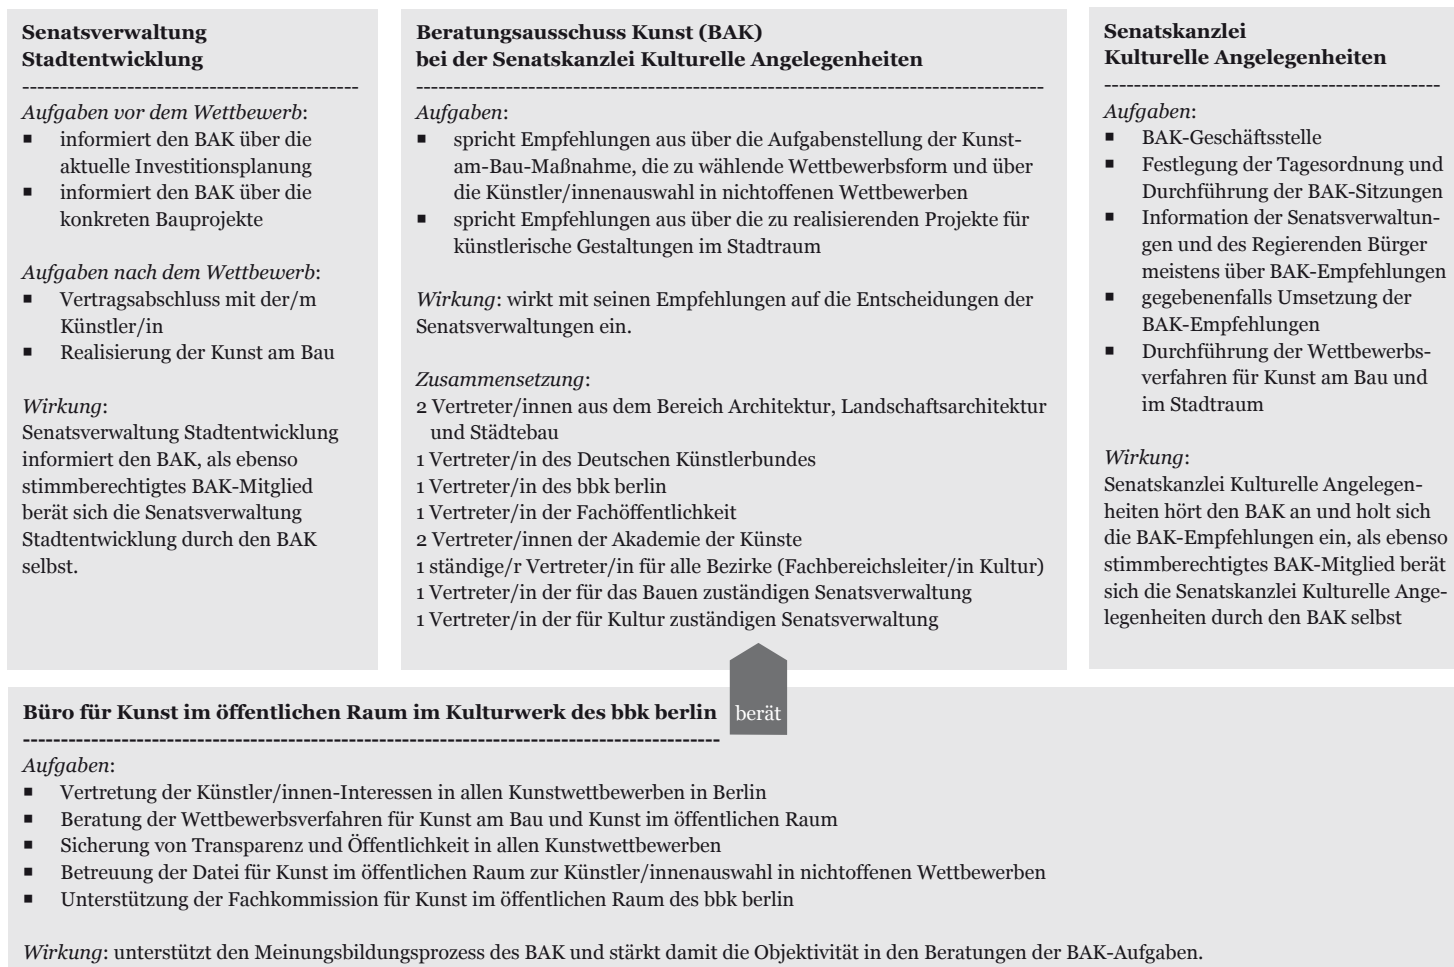 Senatsverwaltung
Stadtentwicklung
---------------------------------------------
Aufgaben vor dem Wettbewerb:
▪ informiert den BAK über die
aktuelle Investitionsplanung
▪ informiert den BAK über die
konkreten Bauprojekte
Aufgaben nach dem Wettbewerb:
▪ Vertragsabschluss mit der/m
Künstler/in
▪ Realisierung der Kunst am Bau
Wirkung:
Senatsverwaltung Stadtentwicklung
informiert den BAK, als ebenso
stimmberechtigtes BAK-Mitglied
berät sich die Senatsverwaltung
Stadtentwicklung durch den BAK
selbst.
Beratungsausschuss Kunst (BAK)
bei der Senatskanzlei Kulturelle Angelegenheiten
------------------------------------------------------------------------------------
Aufgaben:
▪ spricht Empfehlungen aus über die Aufgabenstellung der Kunst-
am-Bau-Maßnahme, die zu wählende Wettbewerbsform und über
die Künstler/innenauswahl in nichtoffenen Wettbewerben
▪ spricht Empfehlungen aus über die zu realisierenden Projekte für
künstlerische Gestaltungen im Stadtraum
Wirkung: wirkt mit seinen Empfehlungen auf die Entscheidungen der
Senatsverwaltungen ein.
Zusammensetzung:
2 Vertreter/innen aus dem Bereich Architektur, Landschaftsarchitektur
und Städtebau
1 Vertreter/in des Deutschen Künstlerbundes
1 Vertreter/in des bbk berlin
1 Vertreter/in der Fachöffentlichkeit
2 Vertreter/innen der Akademie der Künste
1 ständige/r Vertreter/in für alle Bezirke (Fachbereichsleiter/in Kultur)
1 Vertreter/in der für das Bauen zuständigen Senatsverwaltung
1 Vertreter/in der für Kultur zuständigen Senatsverwaltung
Senatskanzlei
Kulturelle Angelegenheiten
---------------------------------------------
Aufgaben:
▪ BAK-Geschäftsstelle
▪ Festlegung der Tagesordnung und
Durchführung der BAK-Sitzungen
▪ Information der Senatsverwaltun-
gen und des Regierenden Bürger
meistens über BAK-Empfehlungen
▪ gegebenenfalls Umsetzung der
BAK-Empfehlungen
▪ Durchführung der Wettbewerbs-
verfahren für Kunst am Bau und
im Stadtraum
Wirkung:
Senatskanzlei Kulturelle Angelegen-
heiten hört den BAK an und holt sich
die BAK-Empfehlungen ein, als ebenso
stimmberechtigtes BAK-Mitglied berät
sich die Senatskanzlei Kulturelle Ange-
legenheiten durch den BAK selbst
Büro für Kunst im öffentlichen Raum im Kulturwerk des bbk berlin
berät
---------------------------------------------------------------------------------------------
Aufgaben:
▪ Vertretung der Künstler/innen-Interessen in allen Kunstwettbewerben in Berlin
▪ Beratung der Wettbewerbsverfahren für Kunst am Bau und Kunst im öffentlichen Raum
▪ Sicherung von Transparenz und Öffentlichkeit in allen Kunstwettbewerben
▪ Betreuung der Datei für Kunst im öffentlichen Raum zur Künstler/innenauswahl in nichtoffenen Wettbewerben
▪ Unterstützung der Fachkommission für Kunst im öffentlichen Raum des bbk berlin
Wirkung: unterstützt den Meinungsbildungsprozess des BAK und stärkt damit die Objektivität in den Beratungen der BAK-Aufgaben.